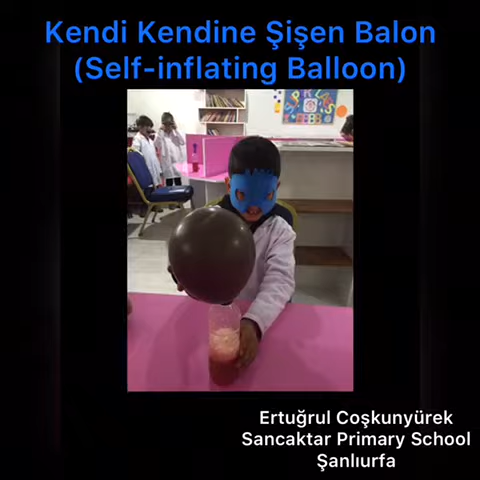 Kendi Kendine Şişen Balon
(Self-inflating Balloon)
Ertuğrul Coşkunyürek
Sancaktar Primary School
Şanlıurfa